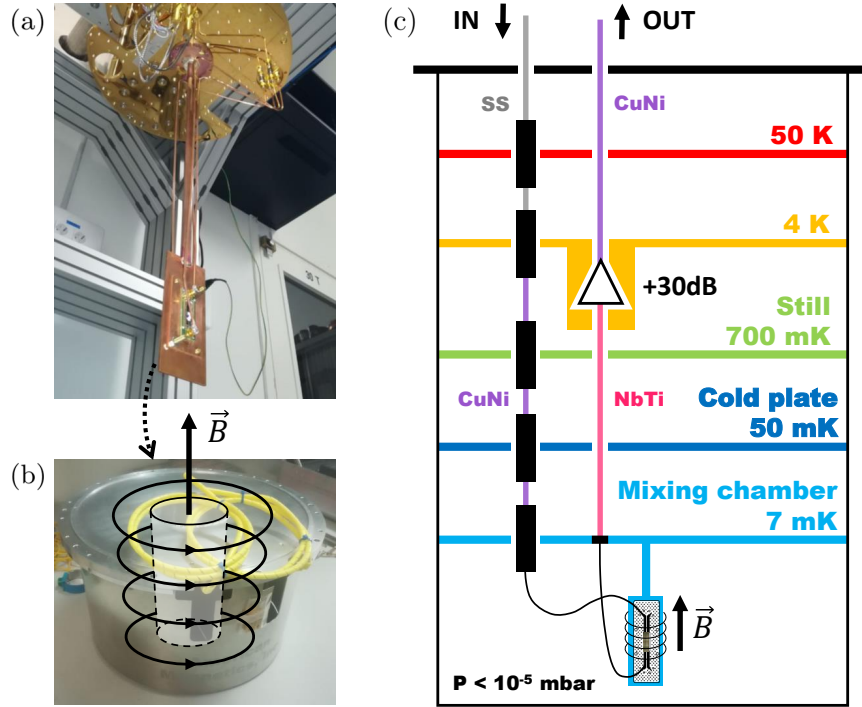 (a)
30 T
(b)
B
(c)
IN
OUT
SS
CuNi
50 K
4 K
+30dB
Still
700 mK
CuNi
NbTi
Cold plate
50 mK
Mixing chamber
7 mK
B
P < 10⁻⁵ mbar